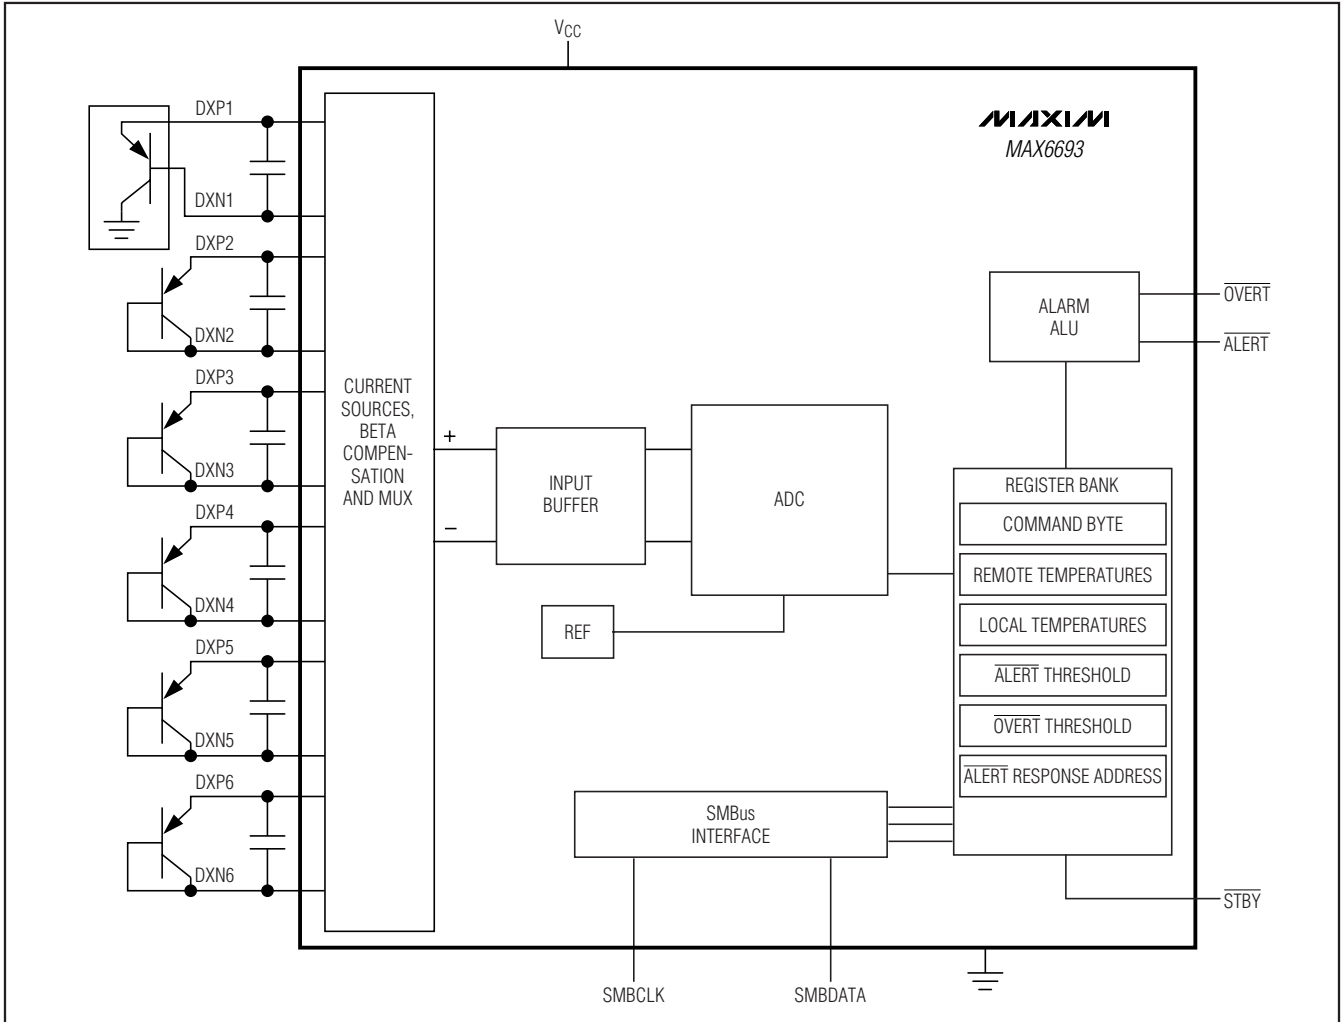 VCC
MAXIM
MAX6693
DXP1
DXN1
DXP2
DXN2
DXP3
DXN3
DXP4
DXN4
DXP5
DXN5
DXP6
DXN6
CURRENT
SOURCES,
BETA
COMPEN-
SATION
AND MUX
+
−
INPUT
BUFFER
ADC
REF
ALARM
ALU
OVERT
ALERT
REGISTER BANK
COMMAND BYTE
REMOTE TEMPERATURES
LOCAL TEMPERATURES
ALERT THRESHOLD
OVERT THRESHOLD
ALERT RESPONSE ADDRESS
SMBus
INTERFACE
STBY
SMBCLK
SMBDATA